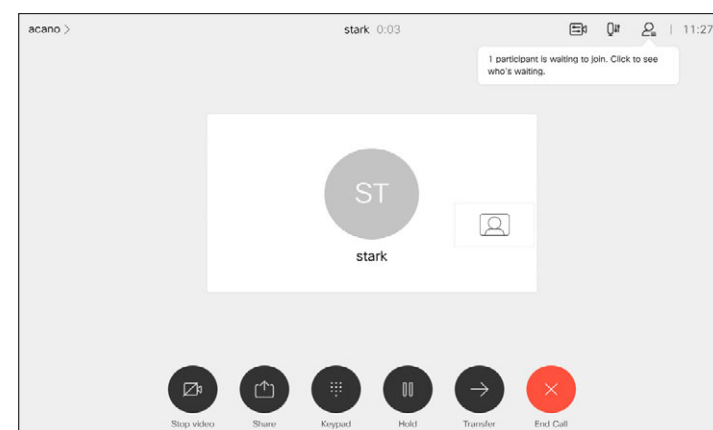 acano >
stark 0:03
11:27
1 participant is waiting to join. Click to see
who's waiting.
ST
stark
Stop video Share Keypad Hold Transfer End Call